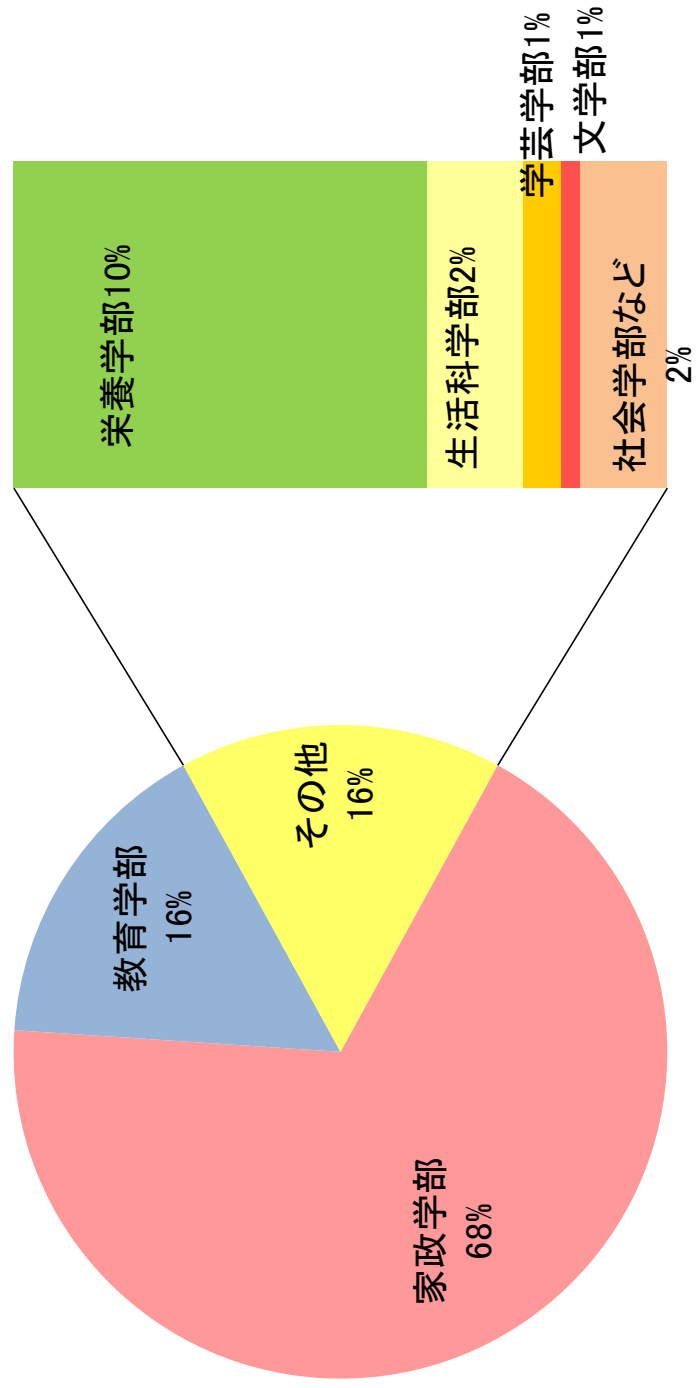 家政学部
68%
教育学部
16%
その他
16%
栄養学部10%
生活科学部2%
学芸学部1%
文学部1%
社会学部など
2%